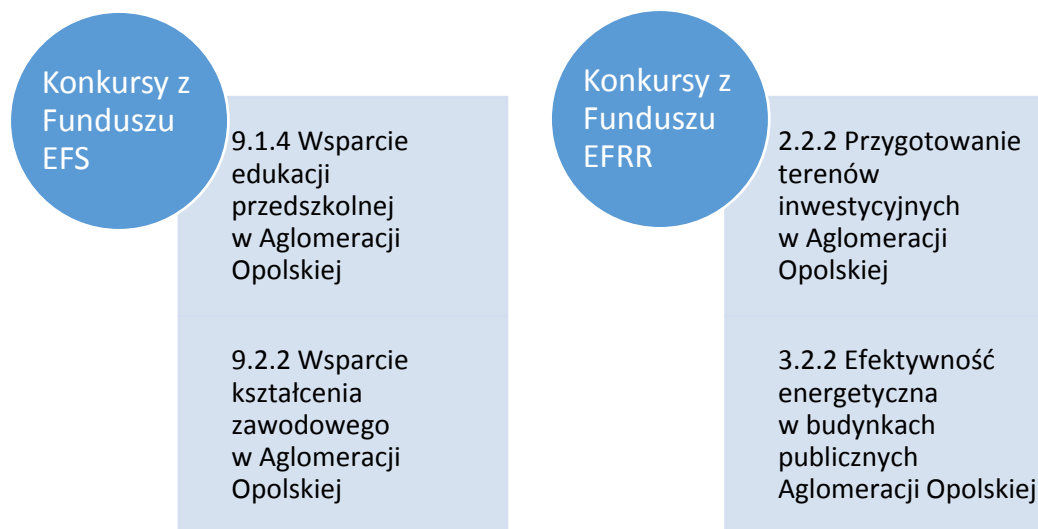 Konkursy z
Funduszu
EFS
9.1.4 Wsparcie
edukacji
przedszkolnej
w Aglomeracji
Opolskiej
9.2.2 Wsparcie
kształcenia
zawodowego
w Aglomeracji
Opolskiej
Konkursy z
Funduszu
EFRR
2.2.2 Przygotowanie
terenów
inwestycyjnych
w Aglomeracji
Opolskiej
3.2.2 Efektywność
energetyczna
w budynkach
publicznych
Aglomeracji Opolskiej